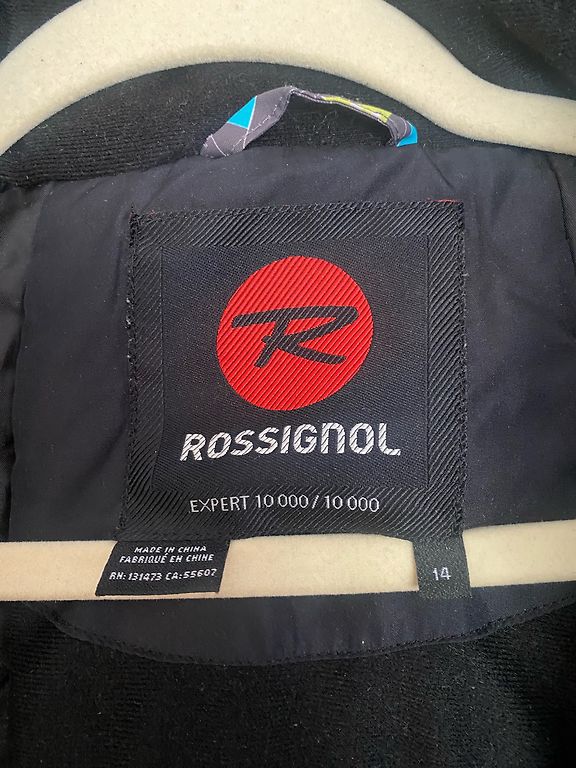 R
ROSSIGNOL
EXPERT 10 000 / 10 000
MADE IN CHINA
FABRIQUÉ EN CHINE
RN: 131473 CA: 55607
14